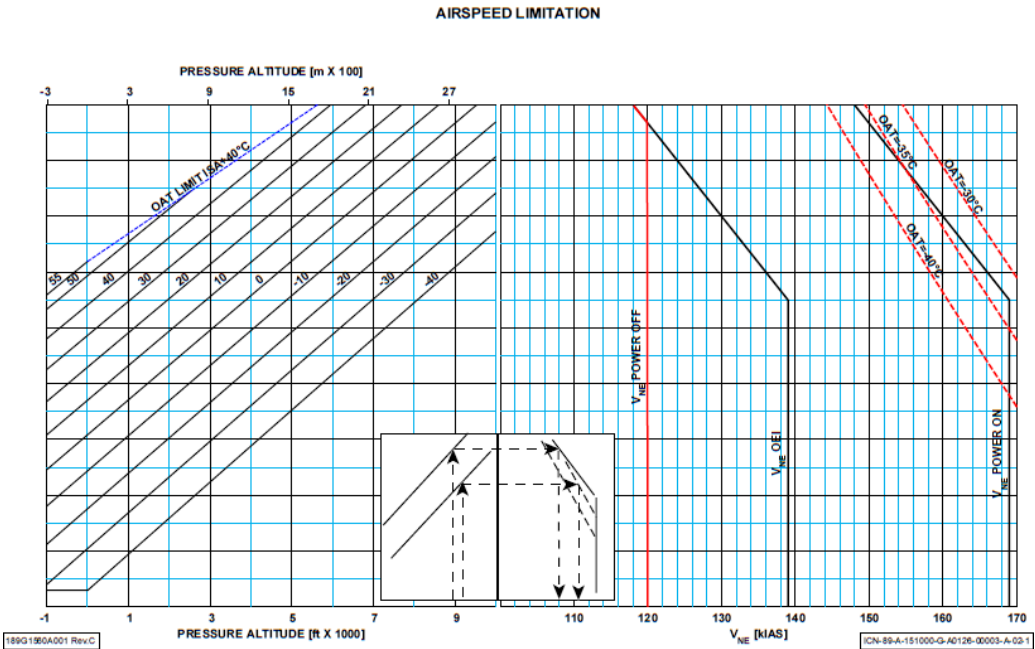 AIRSPEED LIMITATION
PRESSURE ALTITUDE [m X 100]
-3 3 9 15 21 27
OAT LIMIT ISA+40°C
55 50 40 30 20 10 0 -10 -20 -30 -40
OAT=-35°C
OAT=-30°C
OAT=-40°C
VNE POWER OFF
VNE OEI
VNE POWER ON
-1 1 3 5 7 9 110 120 130 140 150 160 170
PRESSURE ALTITUDE [ft X 1000]
VNE [kIAS]
189G1560A001 Rev.C
ICN-89-A-151000-G-A0126-00003-A-02-1